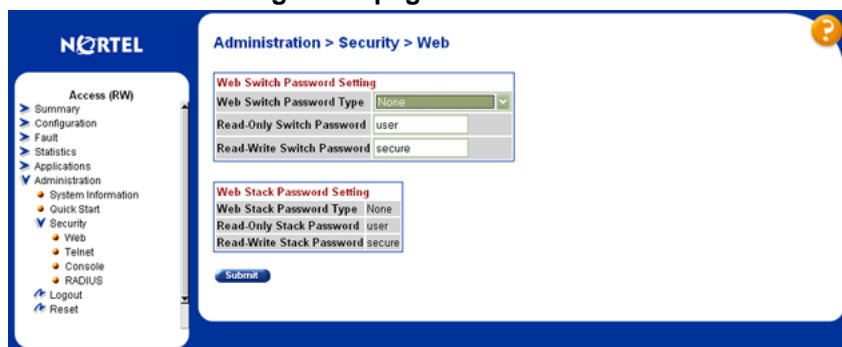 NORTEL
Access (RW)
Summary
Configuration
Fault
Statistics
Applications
Administration
System Information
Quick Start
Security
Web
Telnet
Console
RADIUS
Logout
Reset
Administration > Security > Web
?
Web Switch Password Setting
Web Switch Password Type None
Read-Only Switch Password user
Read-Write Switch Password secure
Web Stack Password Setting
Web Stack Password Type None
Read-Only Stack Password user
Read-Write Stack Password secure
Submit